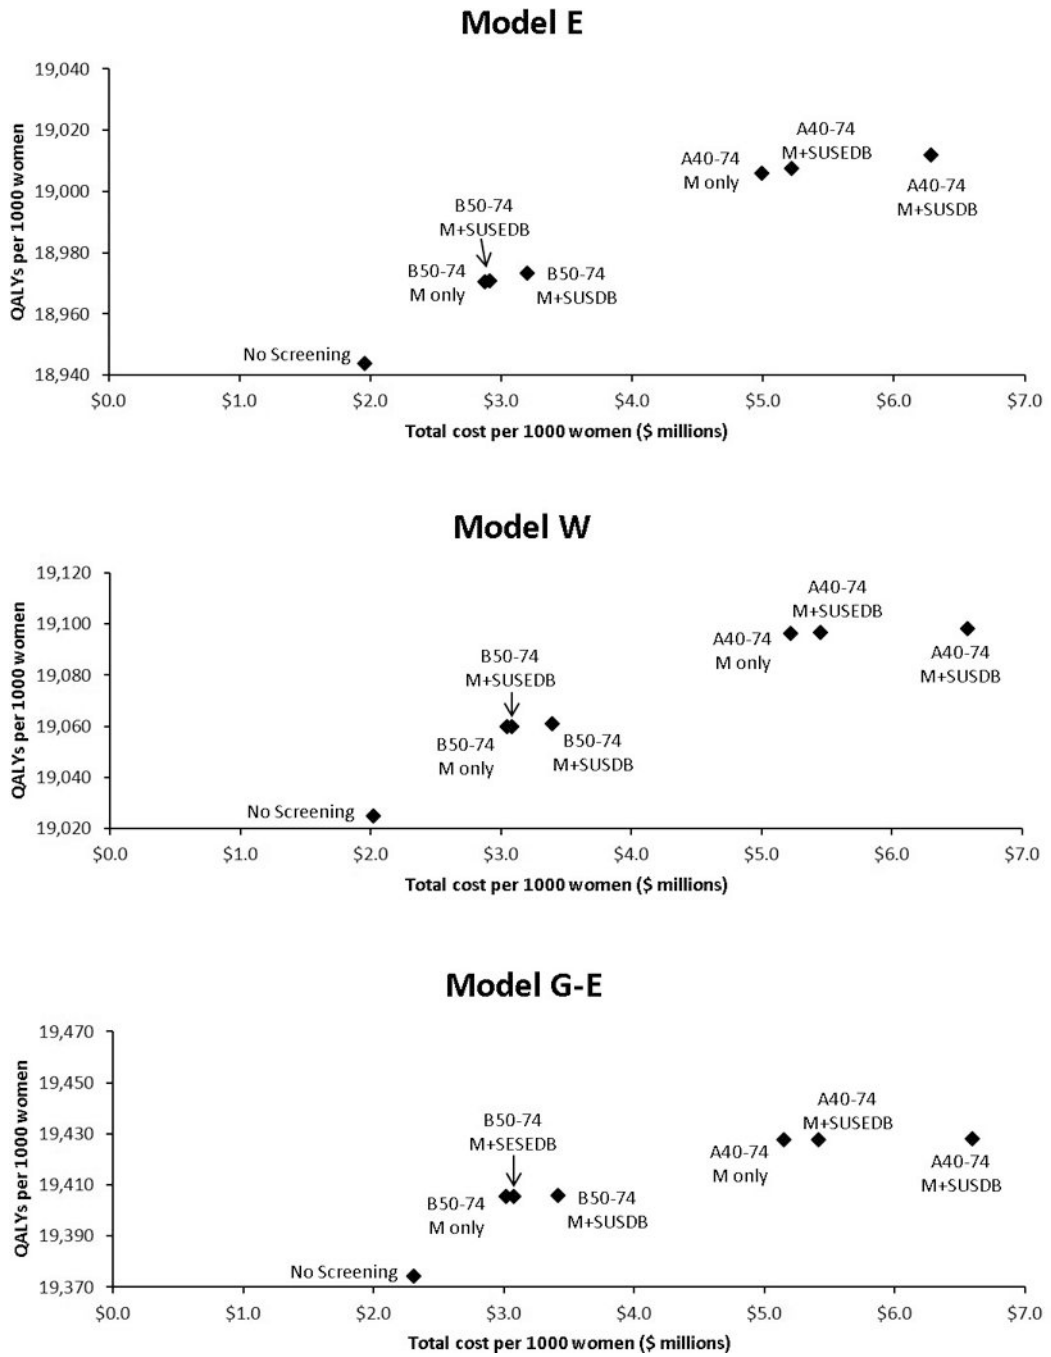 Model E
QALYs per 1000 women
19,040
19,020
19,000
18,980
18,960
18,940
A40-74
M+SUSEDB
A40-74
M only
A40-74
M+SUSDB
B50-74
M+SUSEDB
B50-74
M only
B50-74
M+SUSDB
No Screening
$0.0 $1.0 $2.0 $3.0 $4.0 $5.0 $6.0 $7.0
Total cost per 1000 women ($ millions)
Model W
QALYs per 1000 women
19,120
19,100
19,080
19,060
19,040
19,020
A40-74
M+SUSEDB
A40-74
M only
A40-74
M+SUSDB
B50-74
M+SUSEDB
B50-74
M only
B50-74
M+SUSDB
No Screening
$0.0 $1.0 $2.0 $3.0 $4.0 $5.0 $6.0 $7.0
Total cost per 1000 women ($ millions)
Model G-E
QALYs per 1000 women
19,470
19,450
19,430
19,410
19,390
19,370
A40-74
M+SUSEDB
A40-74
M only
A40-74
M+SUSDB
B50-74
M+SESEDB
B50-74
M only
B50-74
M+SUSDB
No Screening
$0.0 $1.0 $2.0 $3.0 $4.0 $5.0 $6.0 $7.0
Total cost per 1000 women ($ millions)